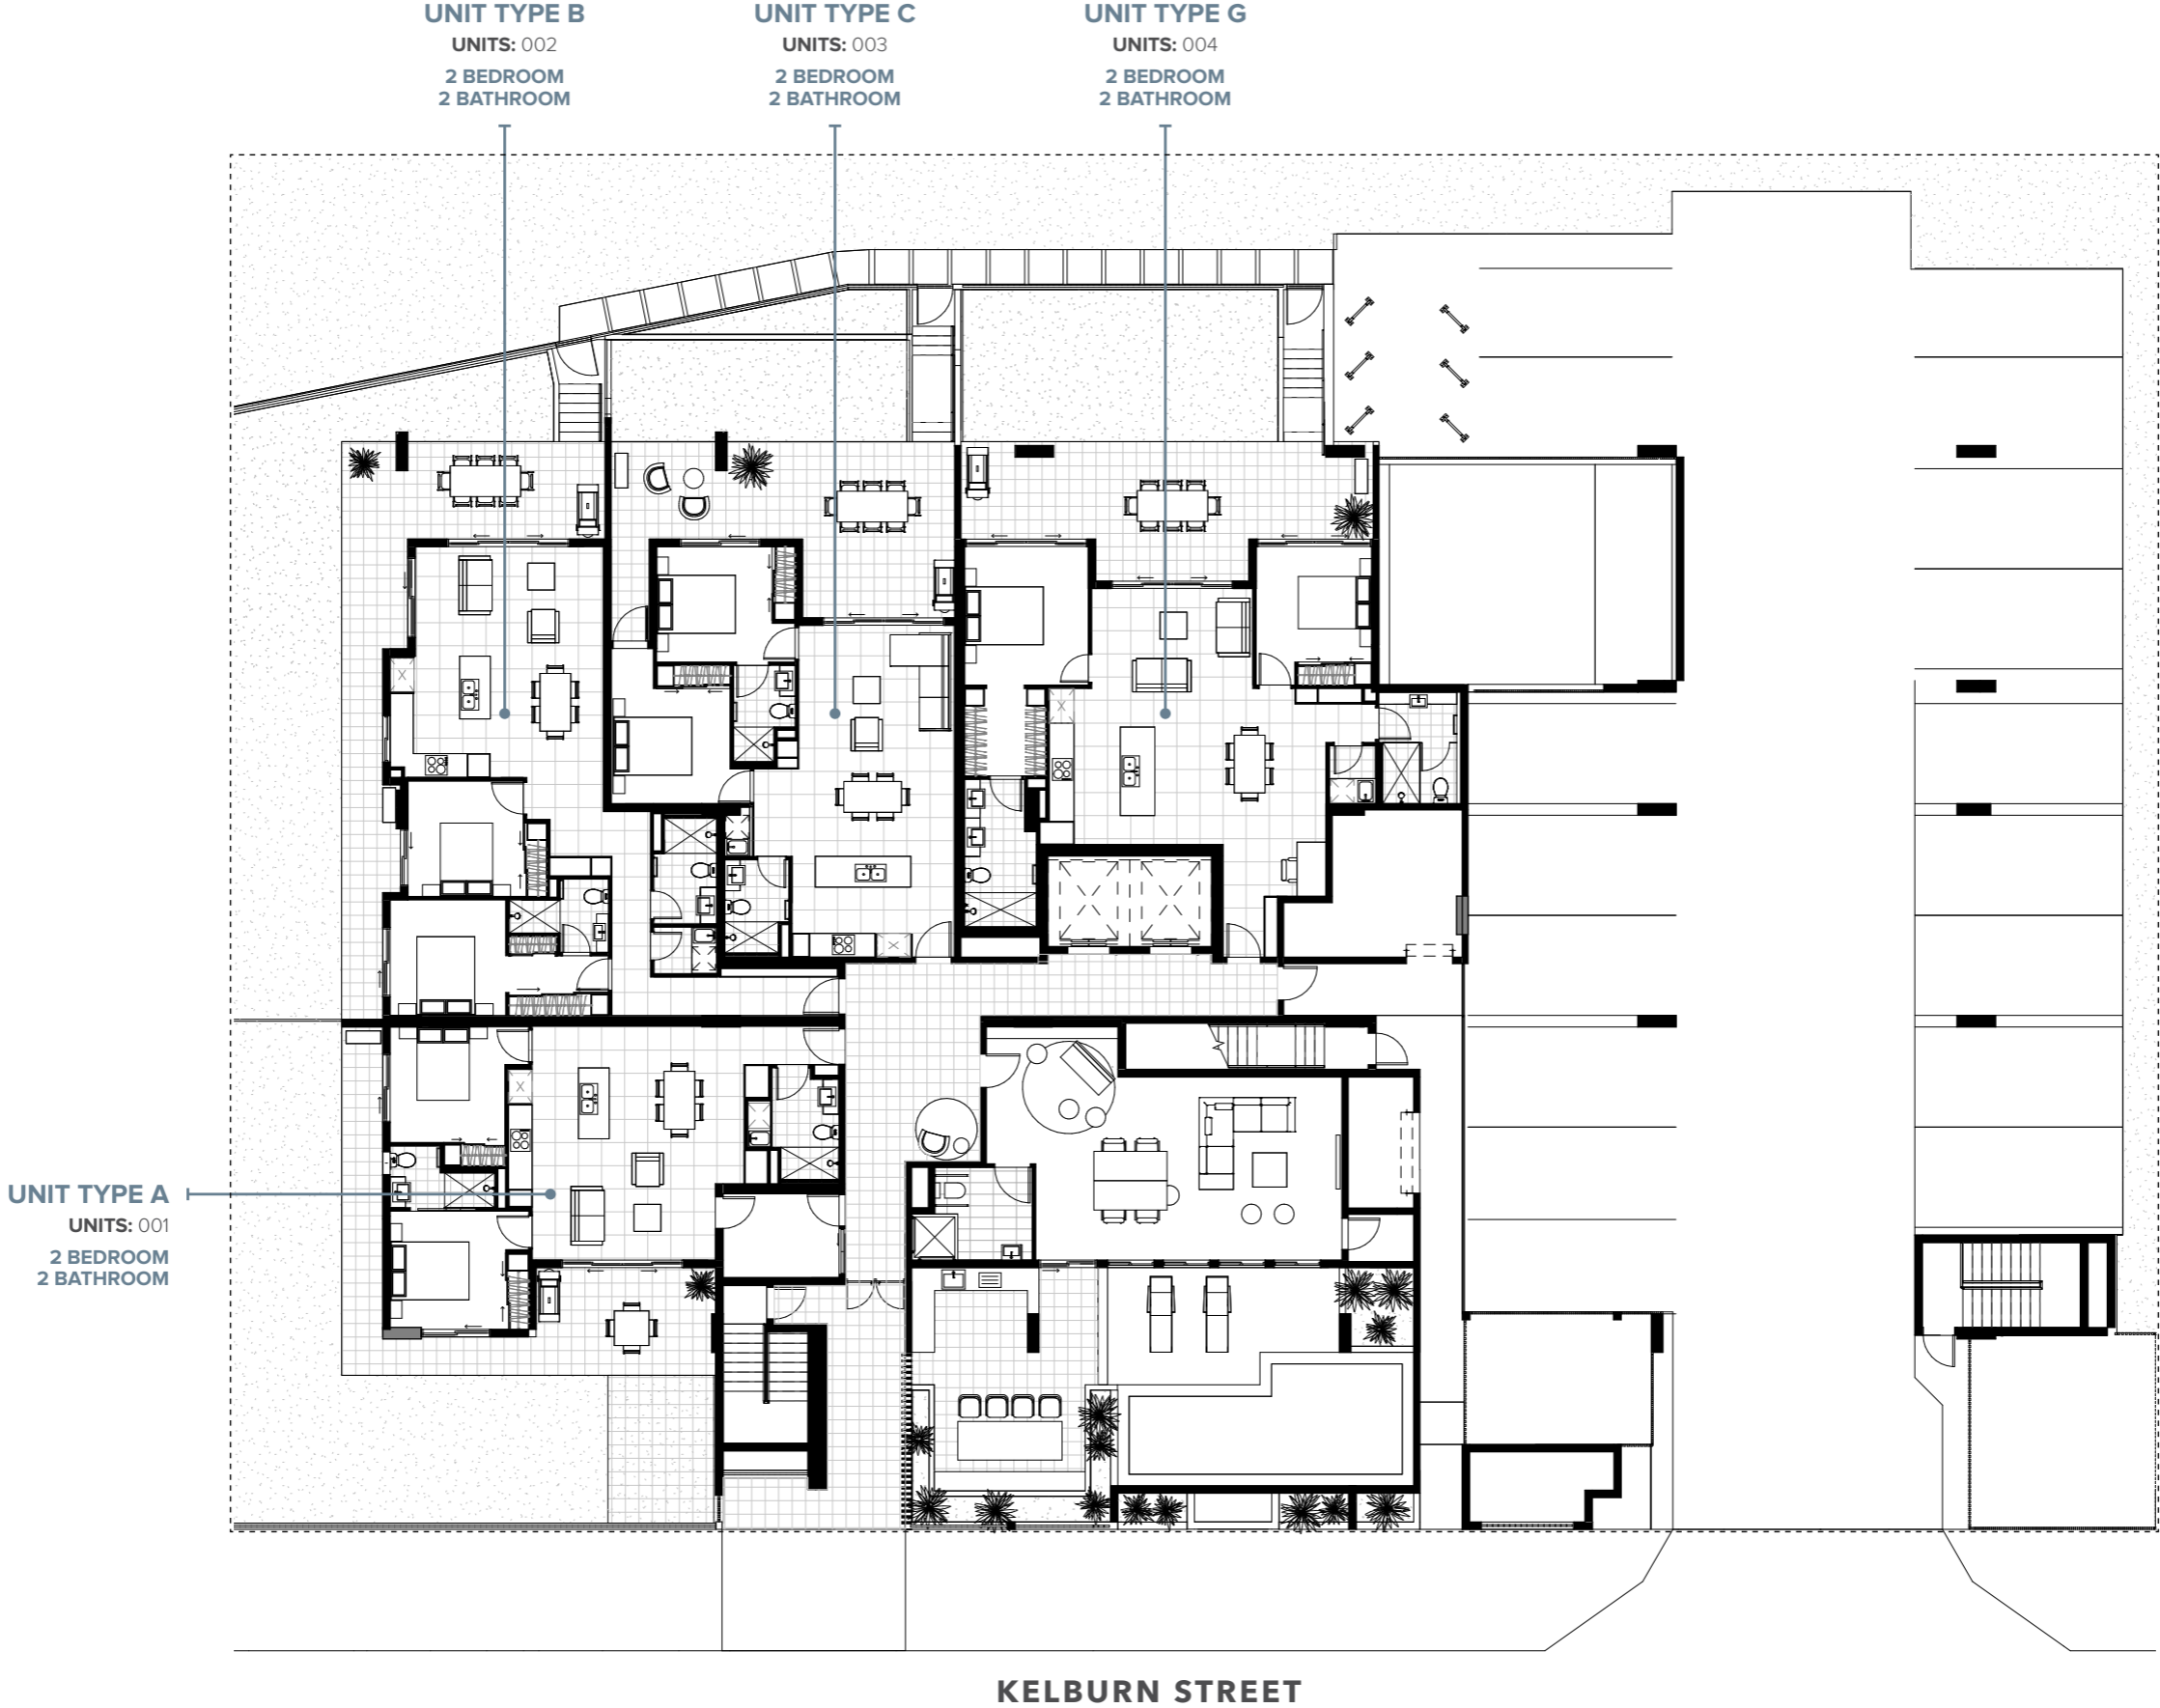 UNIT TYPE B
UNITS: 002
2 BEDROOM
2 BATHROOM
UNIT TYPE C
UNITS: 003
2 BEDROOM
2 BATHROOM
UNIT TYPE G
UNITS: 004
2 BEDROOM
2 BATHROOM
UNIT TYPE A
UNITS: 001
2 BEDROOM
2 BATHROOM
KELBURN STREET